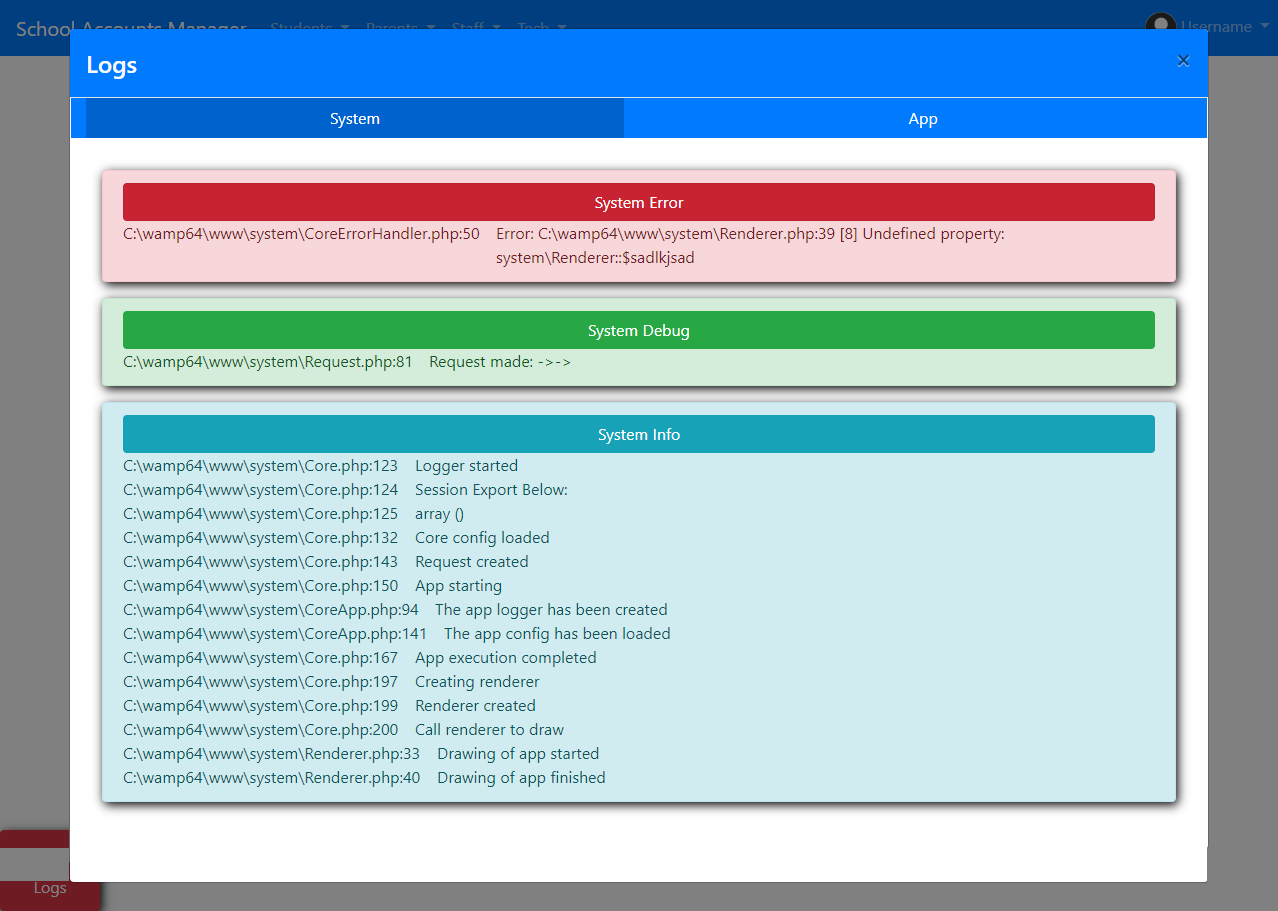 School Accounts Manager Students Parents Staff Tech Username
Logs ×
System App
System Error
C:\wamp64\www\system\CoreErrorHandler.php:50 Error: C:\wamp64\www\system\Renderer.php:39 [8] Undefined property:
system\Renderer::$sadlkjsad
System Debug
C:\wamp64\www\system\Request.php:81 Request made: ->->
System Info
C:\wamp64\www\system\Core.php:123 Logger started
C:\wamp64\www\system\Core.php:124 Session Export Below:
C:\wamp64\www\system\Core.php:125 array ()
C:\wamp64\www\system\Core.php:132 Core config loaded
C:\wamp64\www\system\Core.php:143 Request created
C:\wamp64\www\system\Core.php:150 App starting
C:\wamp64\www\system\CoreApp.php:94 The app logger has been created
C:\wamp64\www\system\CoreApp.php:141 The app config has been loaded
C:\wamp64\www\system\Core.php:167 App execution completed
C:\wamp64\www\system\Core.php:197 Creating renderer
C:\wamp64\www\system\Core.php:199 Renderer created
C:\wamp64\www\system\Core.php:200 Call renderer to draw
C:\wamp64\www\system\Renderer.php:33 Drawing of app started
C:\wamp64\www\system\Renderer.php:40 Drawing of app finished
Logs